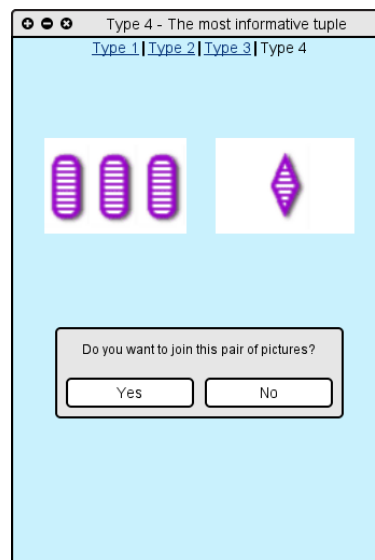 Type 4 - The most informative tuple
Type 1|Type 2|Type 3|Type 4
Do you want to join this pair of pictures?
Yes No